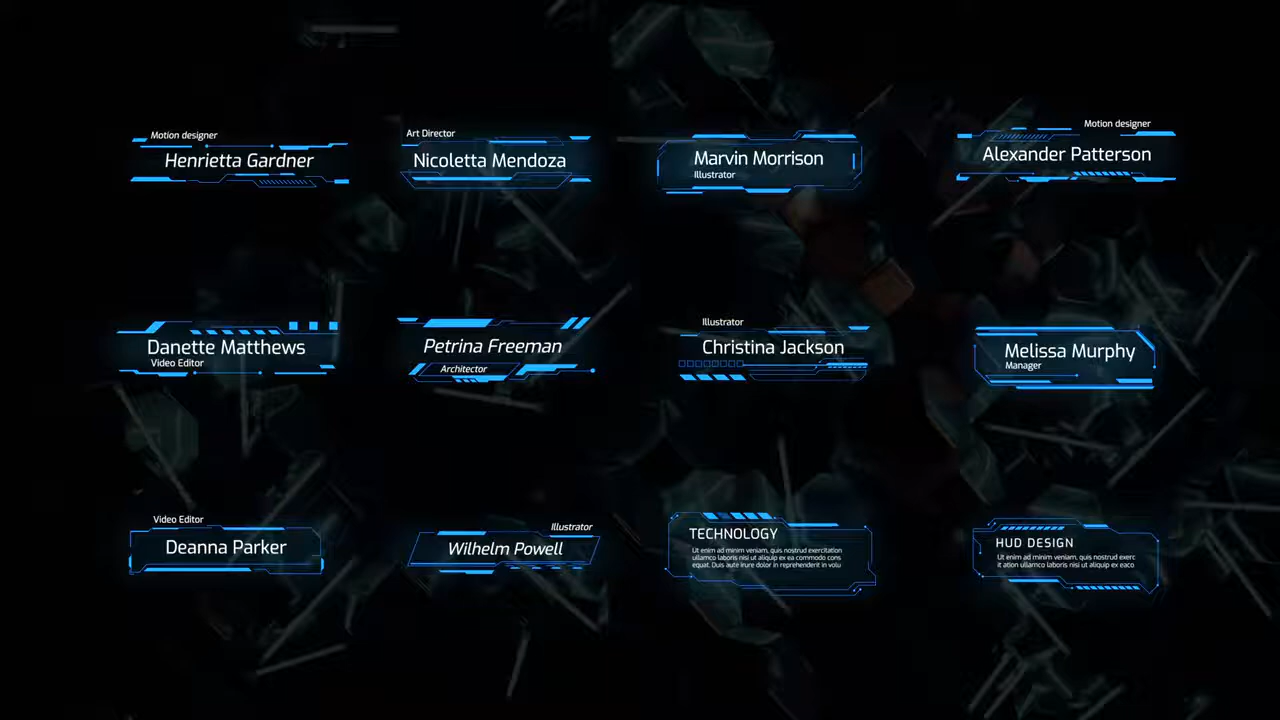 Motion designer
Henrietta Gardner
Art Director
Nicoletta Mendoza
Marvin Morrison
Illustrator
Motion designer
Alexander Patterson
Danette Matthews
Video Editor
Petrina Freeman
Architector
Illustrator
Christina Jackson
Melissa Murphy
Manager
Video Editor
Deanna Parker
Illustrator
Wilhelm Powell
TECHNOLOGY
Ut enim ad minim veniam, quis nostrud exercitation
ullamco laboris nisi ut aliquip ex ea commodo cons
equat. Duis aute irure dolor in reprehenderit in volu
HUD DESIGN
Ut enim ad minim veniam, quis nostrud exerc
it ation ullamco laboris nisi ut aliquip ex eaco